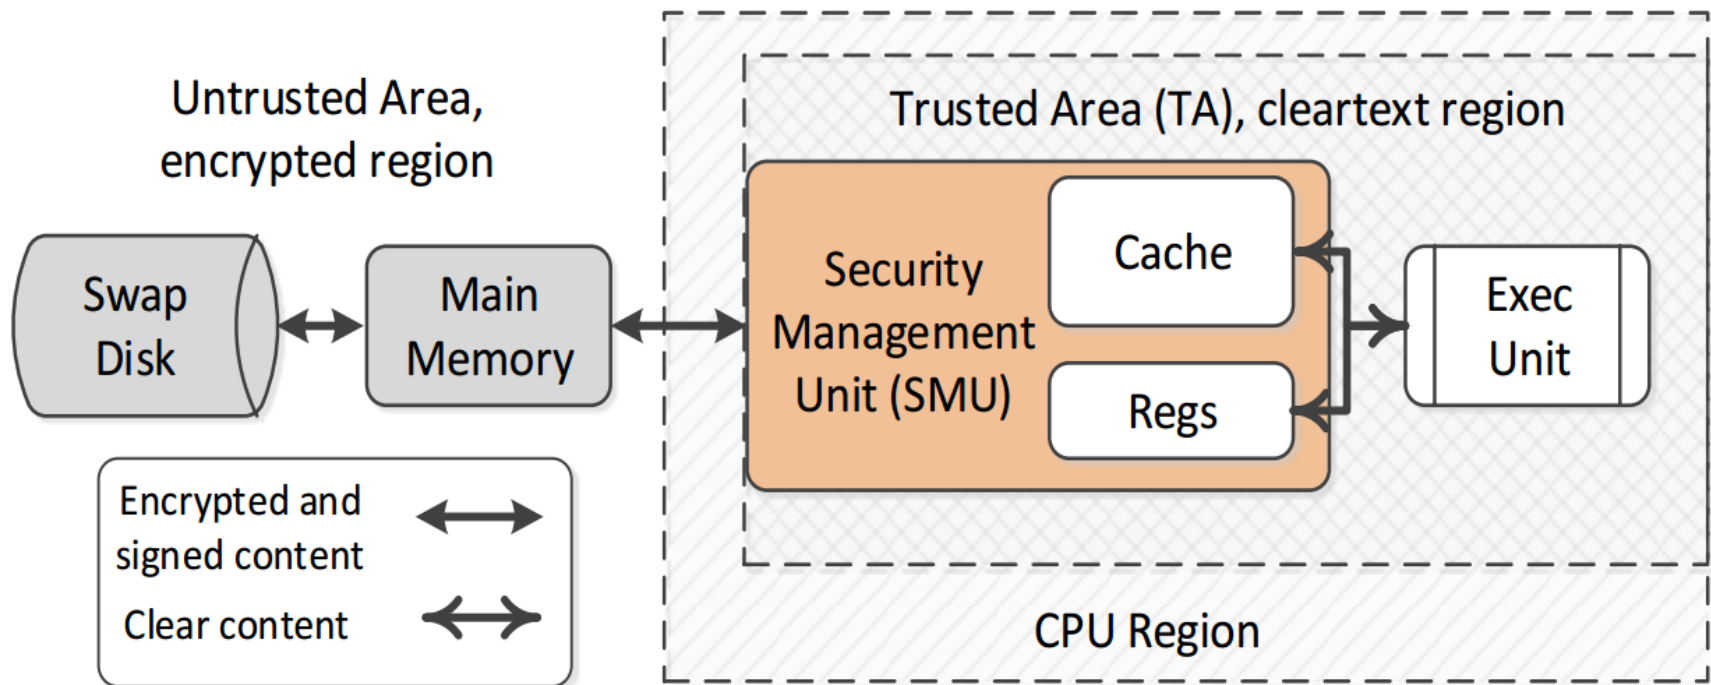 Untrusted Area,
encrypted region
Trusted Area (TA), cleartext region
Swap
Disk
Main
Memory
Security
Management
Unit (SMU)
Cache
Regs
Exec
Unit
Encrypted and
signed content
Clear content
CPU Region